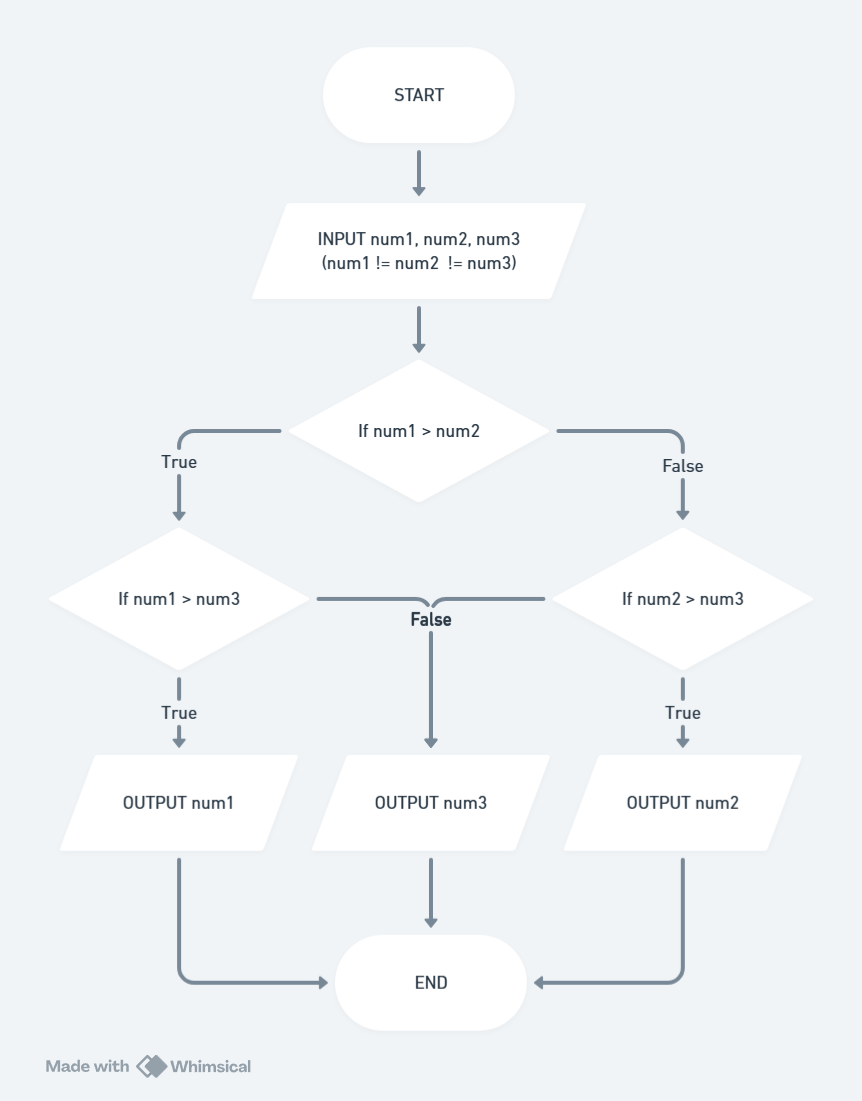 START
INPUT num1, num2, num3
(num1 != num2 != num3)
If num1 > num2
True
False
If num1 > num3
If num2 > num3
False
True
True
OUTPUT num1
OUTPUT num3
OUTPUT num2
END
Made with Whimsical